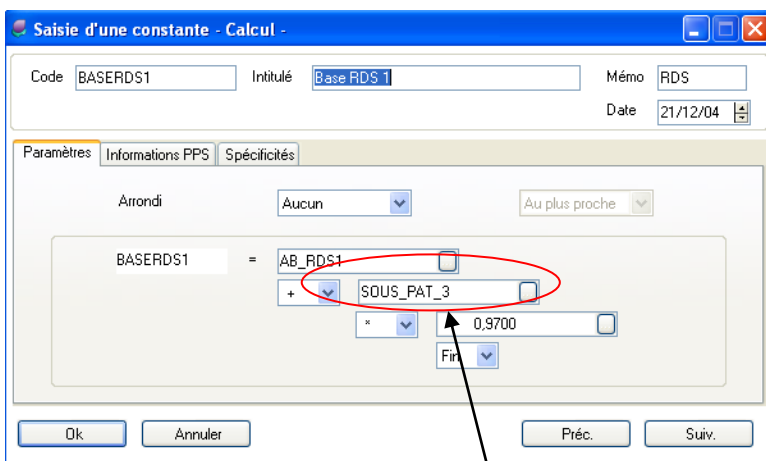 Saisie d'une constante - Calcul -
Code BASERDS1 Intitulé Base RDS 1 Mémo RDS
Date 21/12/04
Paramètres Informations PPS Spécificités
Arrondi Aucun Au plus proche
BASERDS1 = AB_RDS1
+ SOUS_PAT_3
* 0,9700
Fin
Ok Annuler Préc. Suiv.